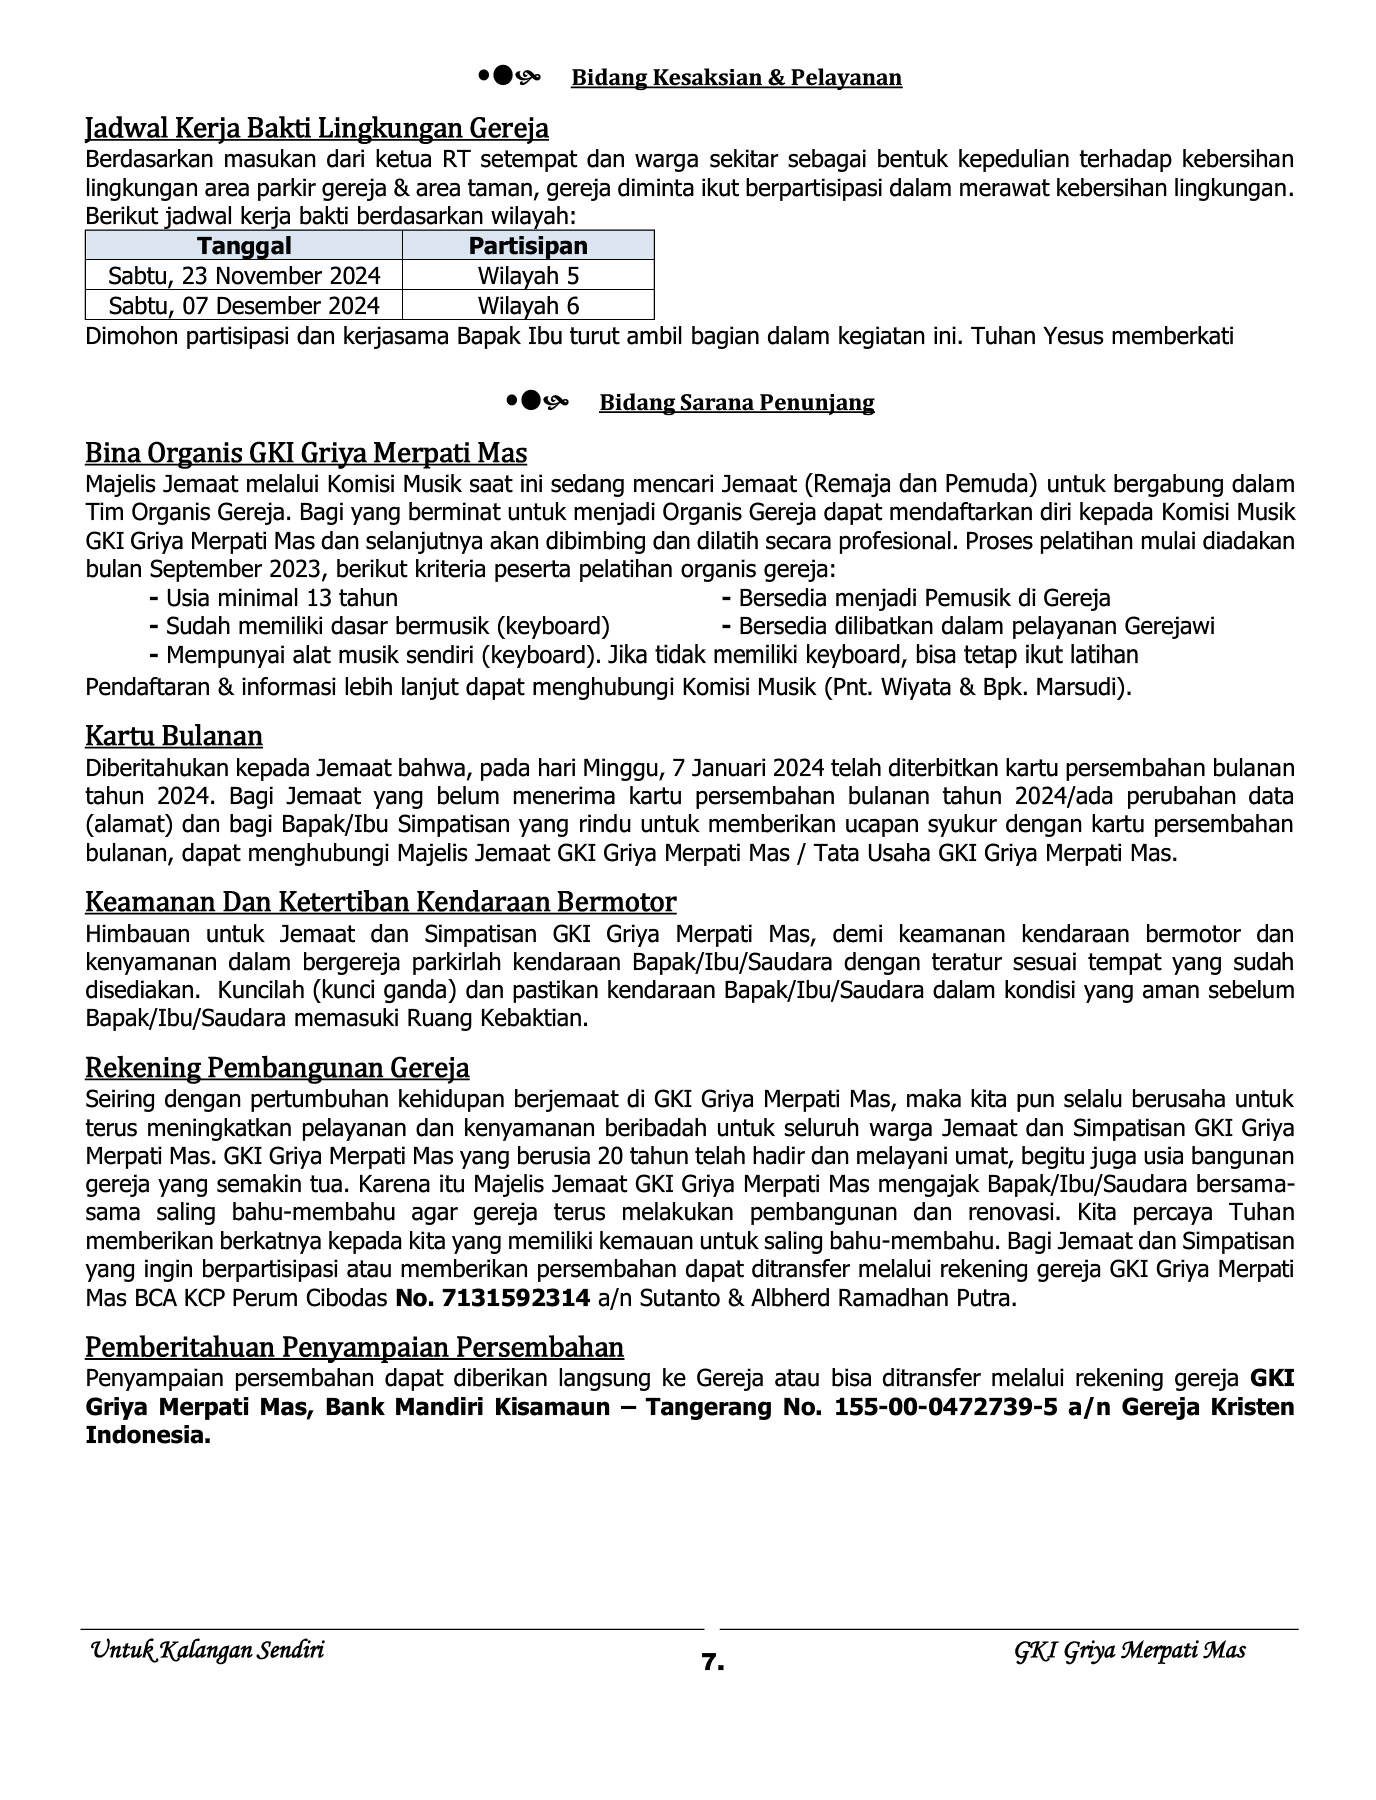 Bidang Kesaksian & Pelayanan
Jadwal Kerja Bakti Lingkungan Gereja
Berdasarkan masukan dari ketua RT setempat dan warga sekitar sebagai bentuk kepedulian terhadap kebersihan
lingkungan area parkir gereja & area taman, gereja diminta ikut berpartisipasi dalam merawat kebersihan lingkungan.
Berikut jadwal kerja bakti berdasarkan wilayah:
Tanggal Partisipan
Sabtu, 23 November 2024 Wilayah 5
Sabtu, 07 Desember 2024 Wilayah 6
Dimohon partisipasi dan kerjasama Bapak Ibu turut ambil bagian dalam kegiatan ini. Tuhan Yesus memberkati
Bidang Sarana Penunjang
Bina Organis GKI Griya Merpati Mas
Majelis Jemaat melalui Komisi Musik saat ini sedang mencari Jemaat (Remaja dan Pemuda) untuk bergabung dalam
Tim Organis Gereja. Bagi yang berminat untuk menjadi Organis Gereja dapat mendaftarkan diri kepada Komisi Musik
GKI Griya Merpati Mas dan selanjutnya akan dibimbing dan dilatih secara profesional. Proses pelatihan mulai diadakan
bulan September 2023, berikut kriteria peserta pelatihan organis gereja:
- Usia minimal 13 tahun - Bersedia menjadi Pemusik di Gereja
- Sudah memiliki dasar bermusik (keyboard) - Bersedia dilibatkan dalam pelayanan Gerejawi
- Mempunyai alat musik sendiri (keyboard). Jika tidak memiliki keyboard, bisa tetap ikut latihan
Pendaftaran & informasi lebih lanjut dapat menghubungi Komisi Musik (Pnt. Wiyata & Bpk. Marsudi).
Kartu Bulanan
Diberitahukan kepada Jemaat bahwa, pada hari Minggu, 7 Januari 2024 telah diterbitkan kartu persembahan bulanan
tahun 2024. Bagi Jemaat yang belum menerima kartu persembahan bulanan tahun 2024/ada perubahan data
(alamat) dan bagi Bapak/Ibu Simpatisan yang rindu untuk memberikan ucapan syukur dengan kartu persembahan
bulanan, dapat menghubungi Majelis Jemaat GKI Griya Merpati Mas / Tata Usaha GKI Griya Merpati Mas.
Keamanan Dan Ketertiban Kendaraan Bermotor
Himbauan untuk Jemaat dan Simpatisan GKI Griya Merpati Mas, demi keamanan kendaraan bermotor dan
kenyamanan dalam bergereja parkirlah kendaraan Bapak/Ibu/Saudara dengan teratur sesuai tempat yang sudah
disediakan. Kuncilah (kunci ganda) dan pastikan kendaraan Bapak/Ibu/Saudara dalam kondisi yang aman sebelum
Bapak/Ibu/Saudara memasuki Ruang Kebaktian.
Rekening Pembangunan Gereja
Seiring dengan pertumbuhan kehidupan berjemaat di GKI Griya Merpati Mas, maka kita pun selalu berusaha untuk
terus meningkatkan pelayanan dan kenyamanan beribadah untuk seluruh warga Jemaat dan Simpatisan GKI Griya
Merpati Mas. GKI Griya Merpati Mas yang berusia 20 tahun telah hadir dan melayani umat, begitu juga usia bangunan
gereja yang semakin tua. Karena itu Majelis Jemaat GKI Griya Merpati Mas mengajak Bapak/Ibu/Saudara bersama-
sama saling bahu-membahu agar gereja terus melakukan pembangunan dan renovasi. Kita percaya Tuhan
memberikan berkatnya kepada kita yang memiliki kemauan untuk saling bahu-membahu. Bagi Jemaat dan Simpatisan
yang ingin berpartisipasi atau memberikan persembahan dapat ditransfer melalui rekening gereja GKI Griya Merpati
Mas BCA KCP Perum Cibodas No. 7131592314 a/n Sutanto & Albherd Ramadhan Putra.
Pemberitahuan Penyampaian Persembahan
Penyampaian persembahan dapat diberikan langsung ke Gereja atau bisa ditransfer melalui rekening gereja GKI
Griya Merpati Mas, Bank Mandiri Kisamaun – Tangerang No. 155-00-0472739-5 a/n Gereja Kristen
Indonesia.
Untuk Kalangan Sendiri
7.
GKI Griya Merpati Mas